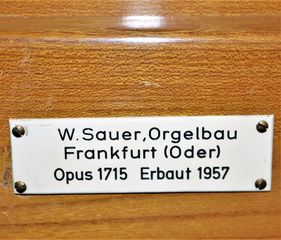 W. Sauer, Orgelbau
Frankfurt (Oder)
Opus 1715 Erbaut 1957